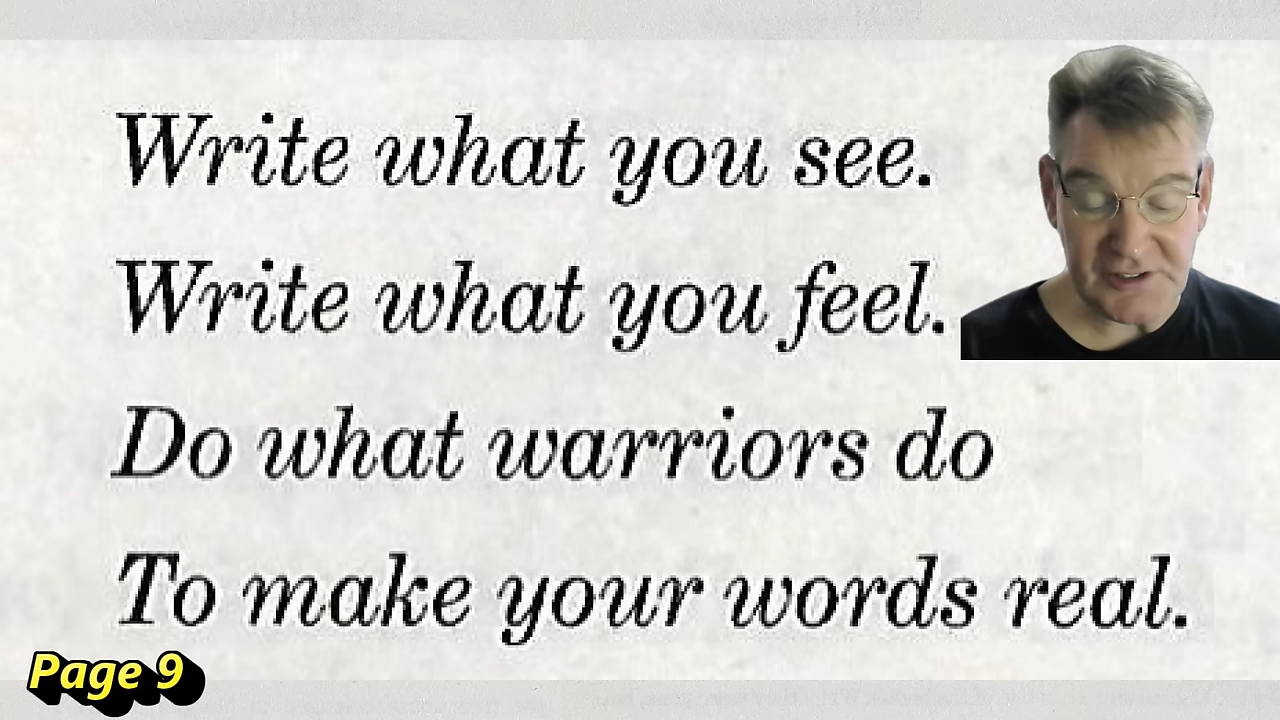 Write what you see.
Write what you feel.
Do what warriors do
To make your words real.
Page 9